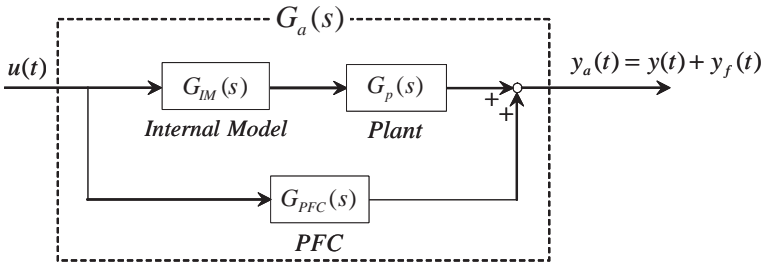 G_a(s)
u(t)
y_a(t) = y(t) + y_f(t)
G_IM(s)
G_p(s)
+
+
Internal Model
Plant
G_PFC(s)
PFC